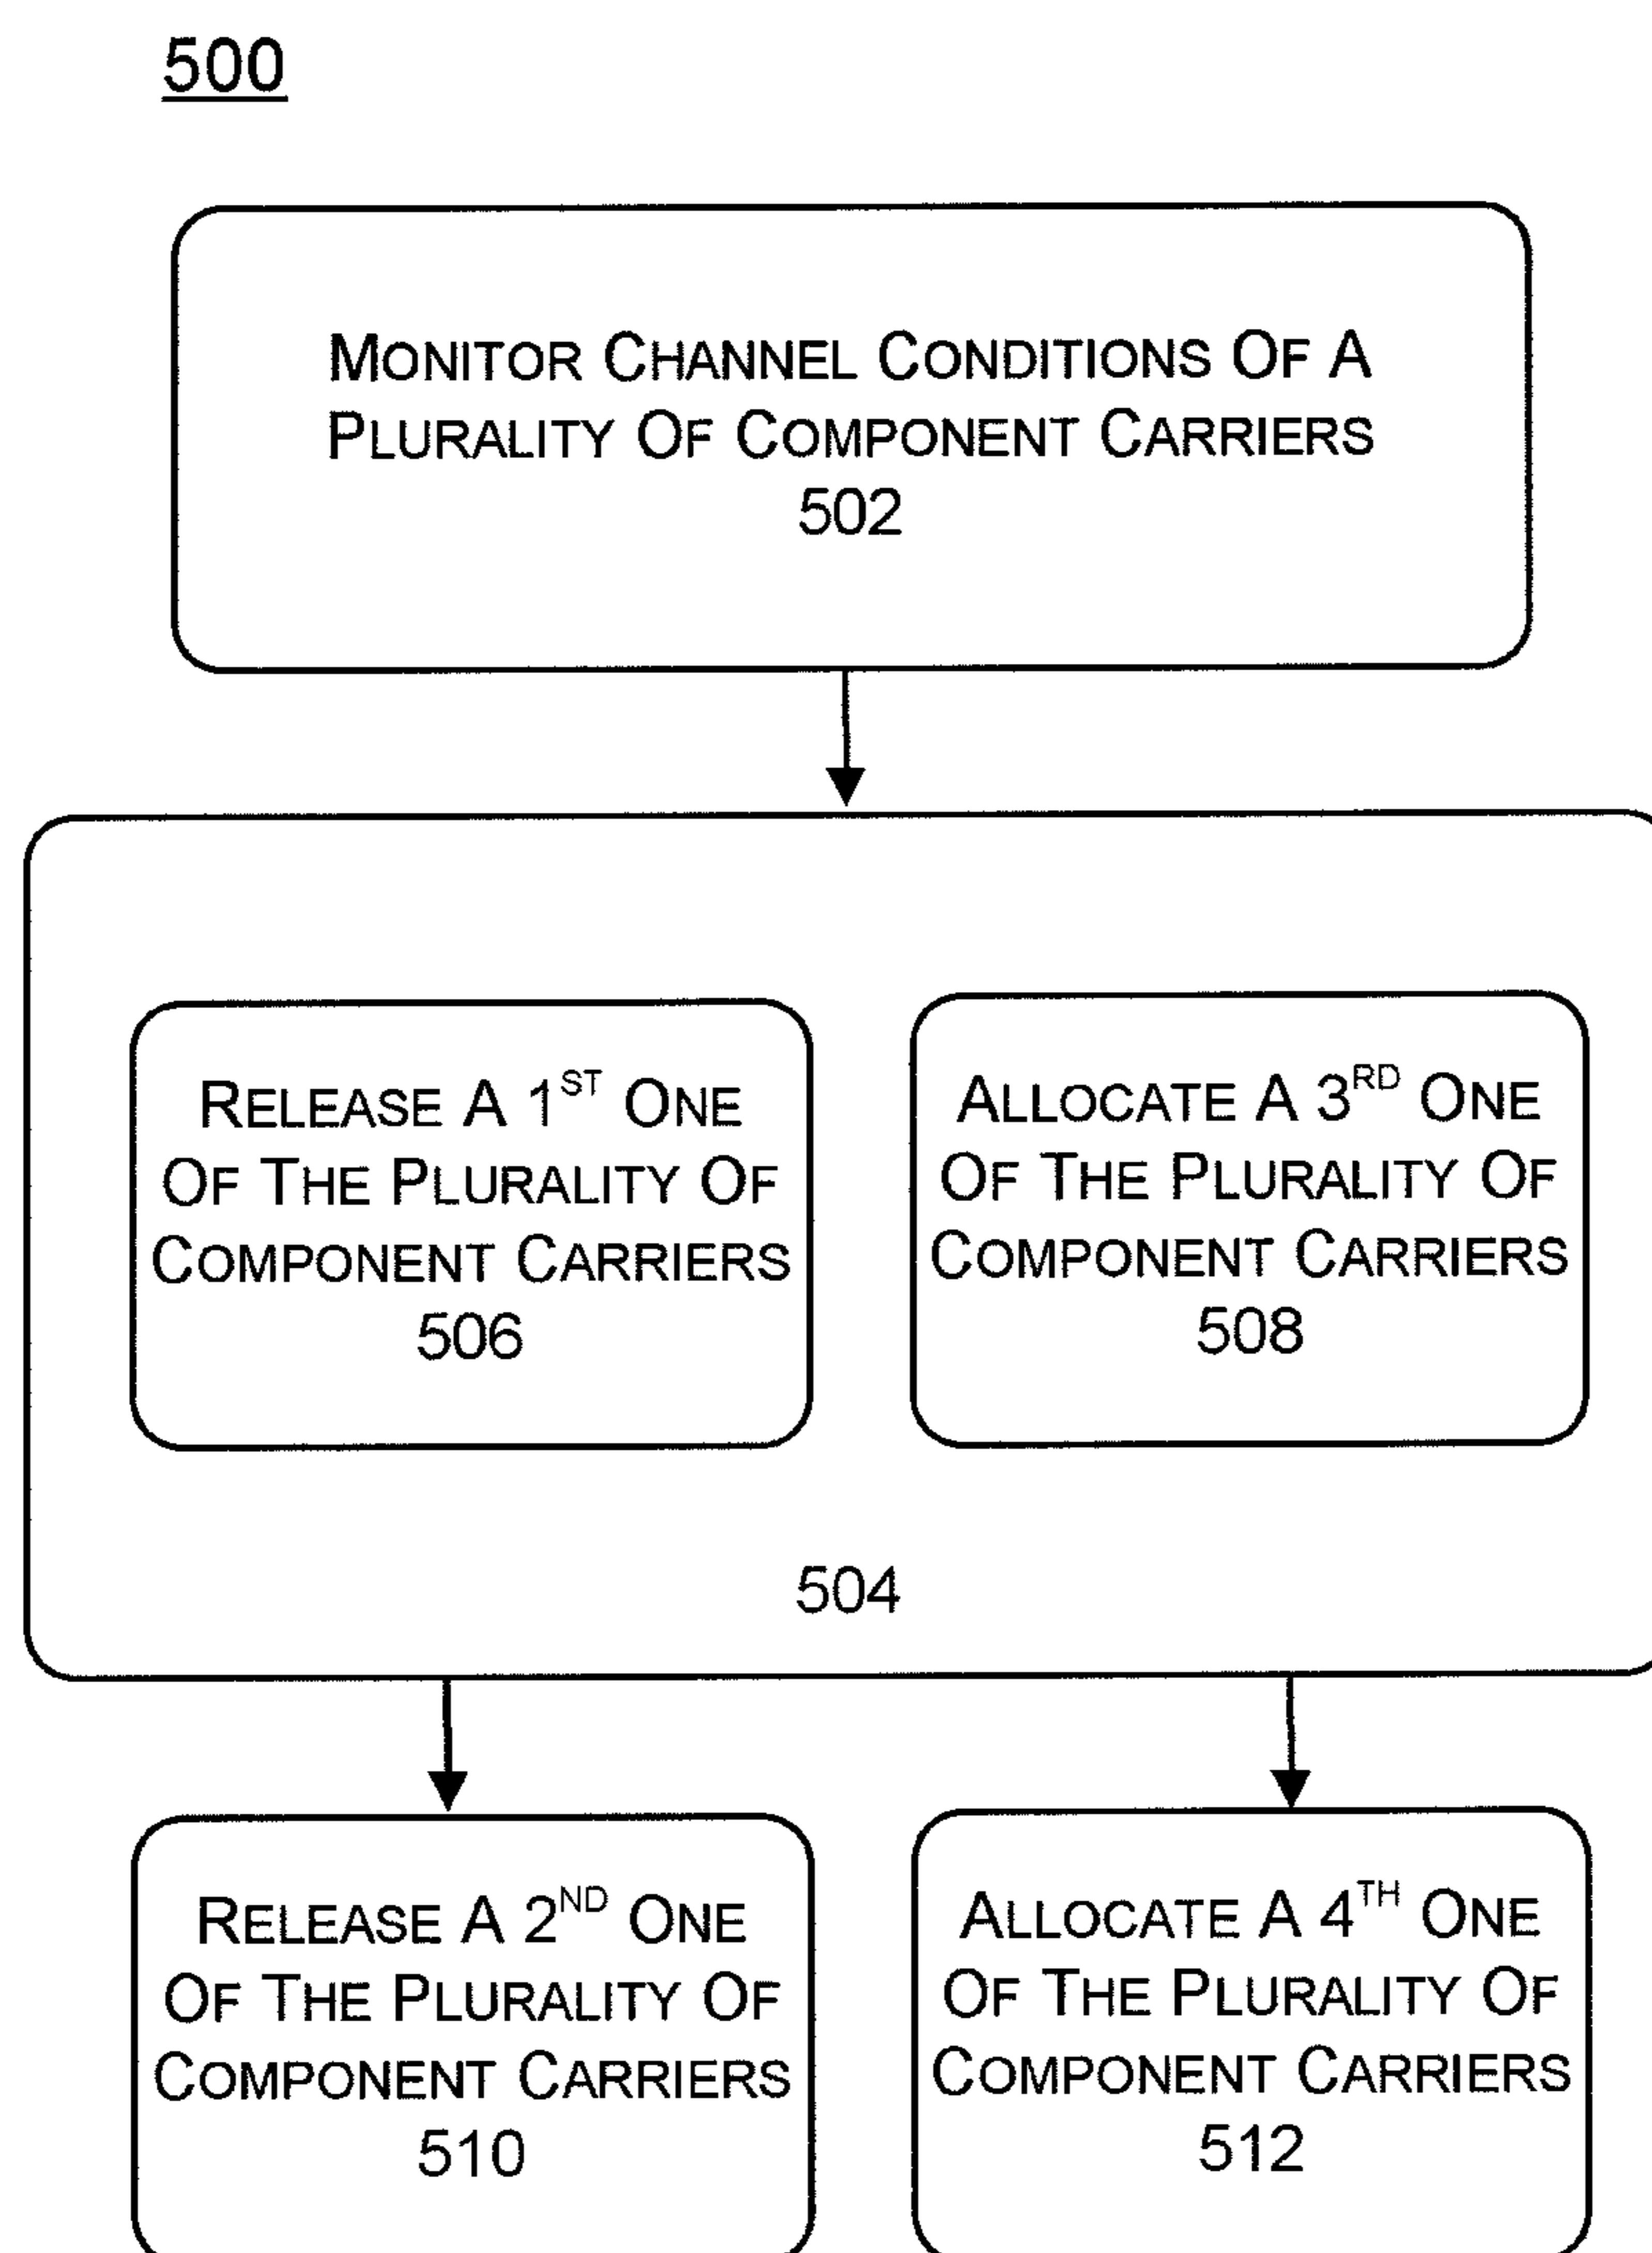 500
MONITOR CHANNEL CONDITIONS OF A
PLURALITY OF COMPONENT CARRIERS
502
RELEASE A 1ST ONE
OF THE PLURALITY OF
COMPONENT CARRIERS
506
ALLOCATE A 3RD ONE
OF THE PLURALITY OF
COMPONENT CARRIERS
508
504
RELEASE A 2ND ONE
OF THE PLURALITY OF
COMPONENT CARRIERS
510
ALLOCATE A 4TH ONE
OF THE PLURALITY OF
COMPONENT CARRIERS
512